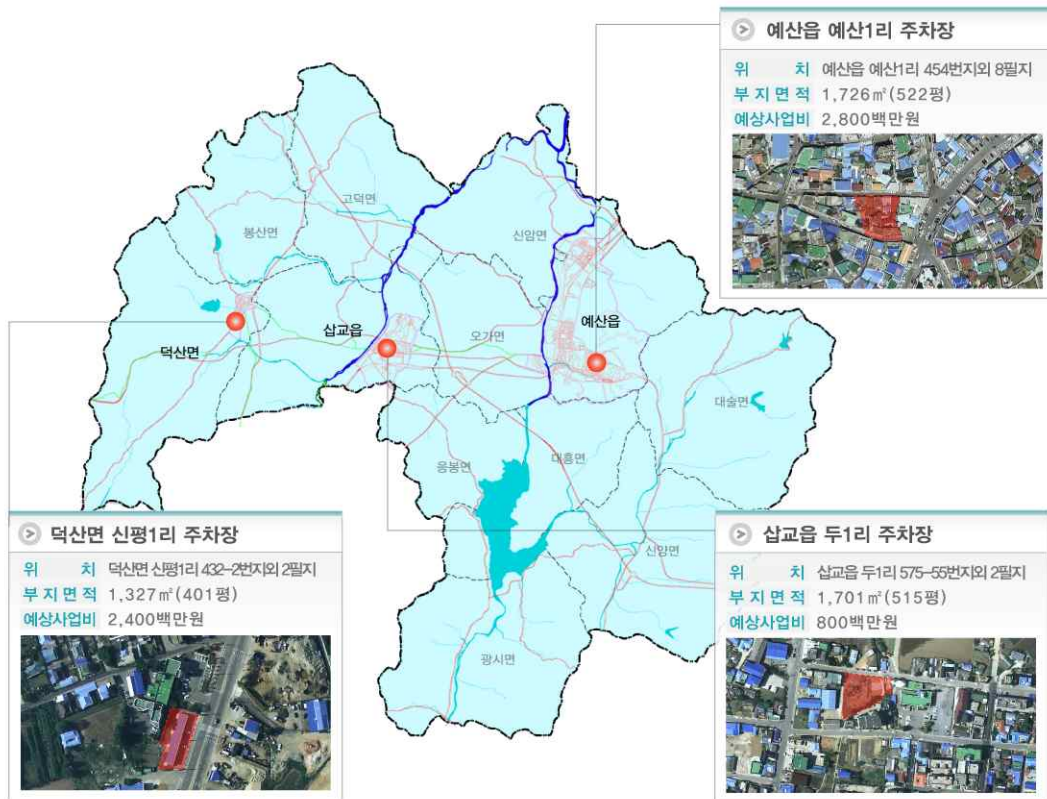 예산읍 예산1리 주차장
위 치 예산읍 예산1리 454번지외 8필지
부지면적 1,726㎡(522평)
예상사업비 2,800백만원
고덕면
봉산면
신암면
예산읍
삽교읍
오가면
덕산면
대술면
응봉면
대흥면
신양면
광시면
덕산면 신평1리 주차장
위 치 덕산면 신평1리 432-2번지외 2필지
부지면적 1,327㎡(401평)
예상사업비 2,400백만원
삽교읍 두1리 주차장
위 치 삽교읍 두1리 575-55번지외 2필지
부지면적 1,701㎡(515평)
예상사업비 800백만원